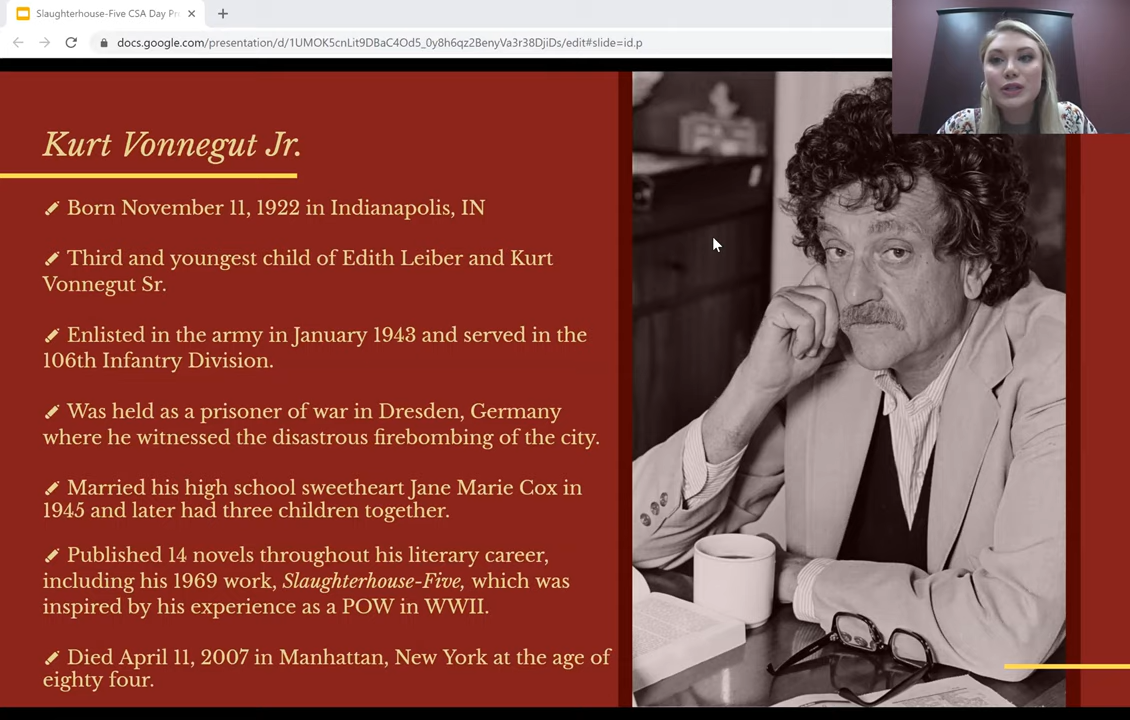 Slaughterhouse-Five CSA Day Pr
docs.google.com/presentation/d/1UMOK5cnLit9DBaC4Od5_0y8h6qz2BenyVa3r38DjiDs/edit#slide=id.p
Kurt Vonnegut Jr.
Born November 11, 1922 in Indianapolis, IN
Third and youngest child of Edith Leiber and Kurt
Vonnegut Sr.
Enlisted in the army in January 1943 and served in the
106th Infantry Division.
Was held as a prisoner of war in Dresden, Germany
where he witnessed the disastrous firebombing of the city.
Married his high school sweetheart Jane Marie Cox in
1945 and later had three children together.
Published 14 novels throughout his literary career,
including his 1969 work, Slaughterhouse-Five, which was
inspired by his experience as a POW in WWII.
Died April 11, 2007 in Manhattan, New York at the age of
eighty four.